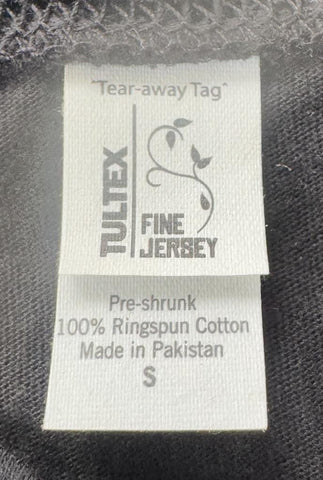 "Tear-away Tag"
TULTEX
FINE
JERSEY
Pre-shrunk
100% Ringspun Cotton
Made in Pakistan
S